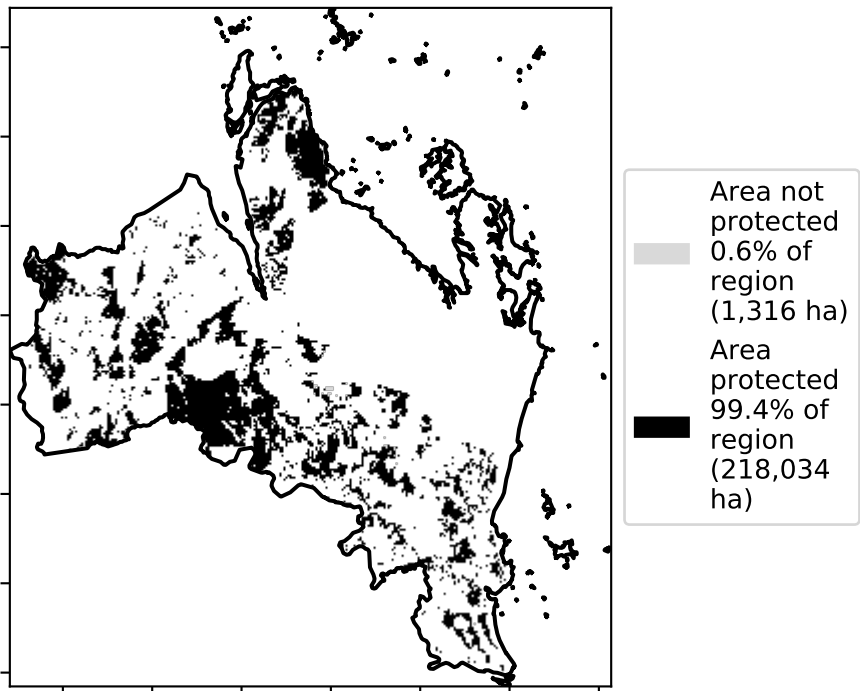 Area not
protected
0.6% of
region
(1,316 ha)
Area
protected
99.4% of
region
(218,034
ha)